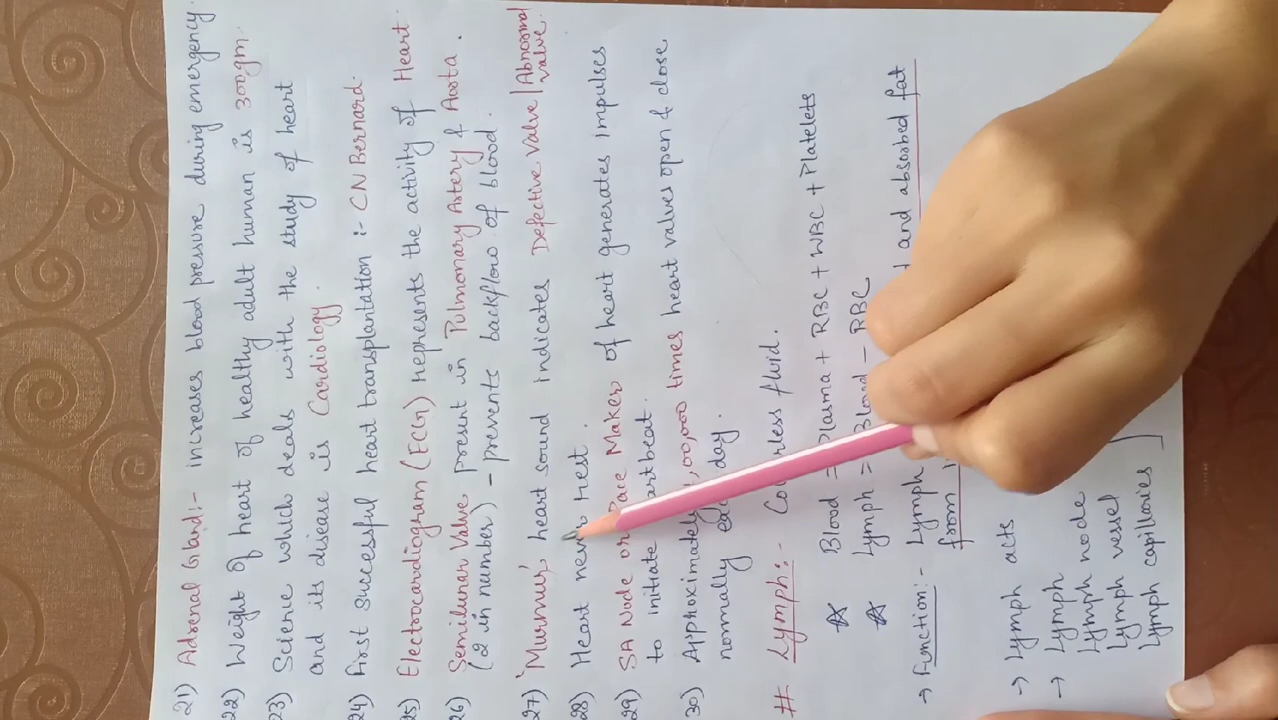 21) Adrenal Gland:- increases blood pressure during emergency.
22) Weight of heart of healthy adult human is 300gm.
23) Science which deals with the study of heart
and its disease is Cardiology.
24) First successful heart transplantation :- CN Bernard.
25) Electrocardiogram (ECG) represents the activity of Heart.
26) Semilunar Valve present in Pulmonary Artery & Aorta.
(2 in number) - prevents backflow of blood.
27) 'Murmur' heart sound indicates Defective Valve | Abnormal valve.
28) Heart never rest.
29) SA Node or Pace Maker of heart generates impulses
to initiate heartbeat.
30) Approximately ,00,000 times heart valves open & close
normally each day.
# Lymph:- Colourless fluid.
☆ Blood = Plasma + RBC + WBC + Platelets
☆ Lymph = Blood - RBC
→ Function:- Lymph and absorbed fat
from
→ Lymph acts
→ Lymph
Lymph node
Lymph vessel
Lymph capillaries